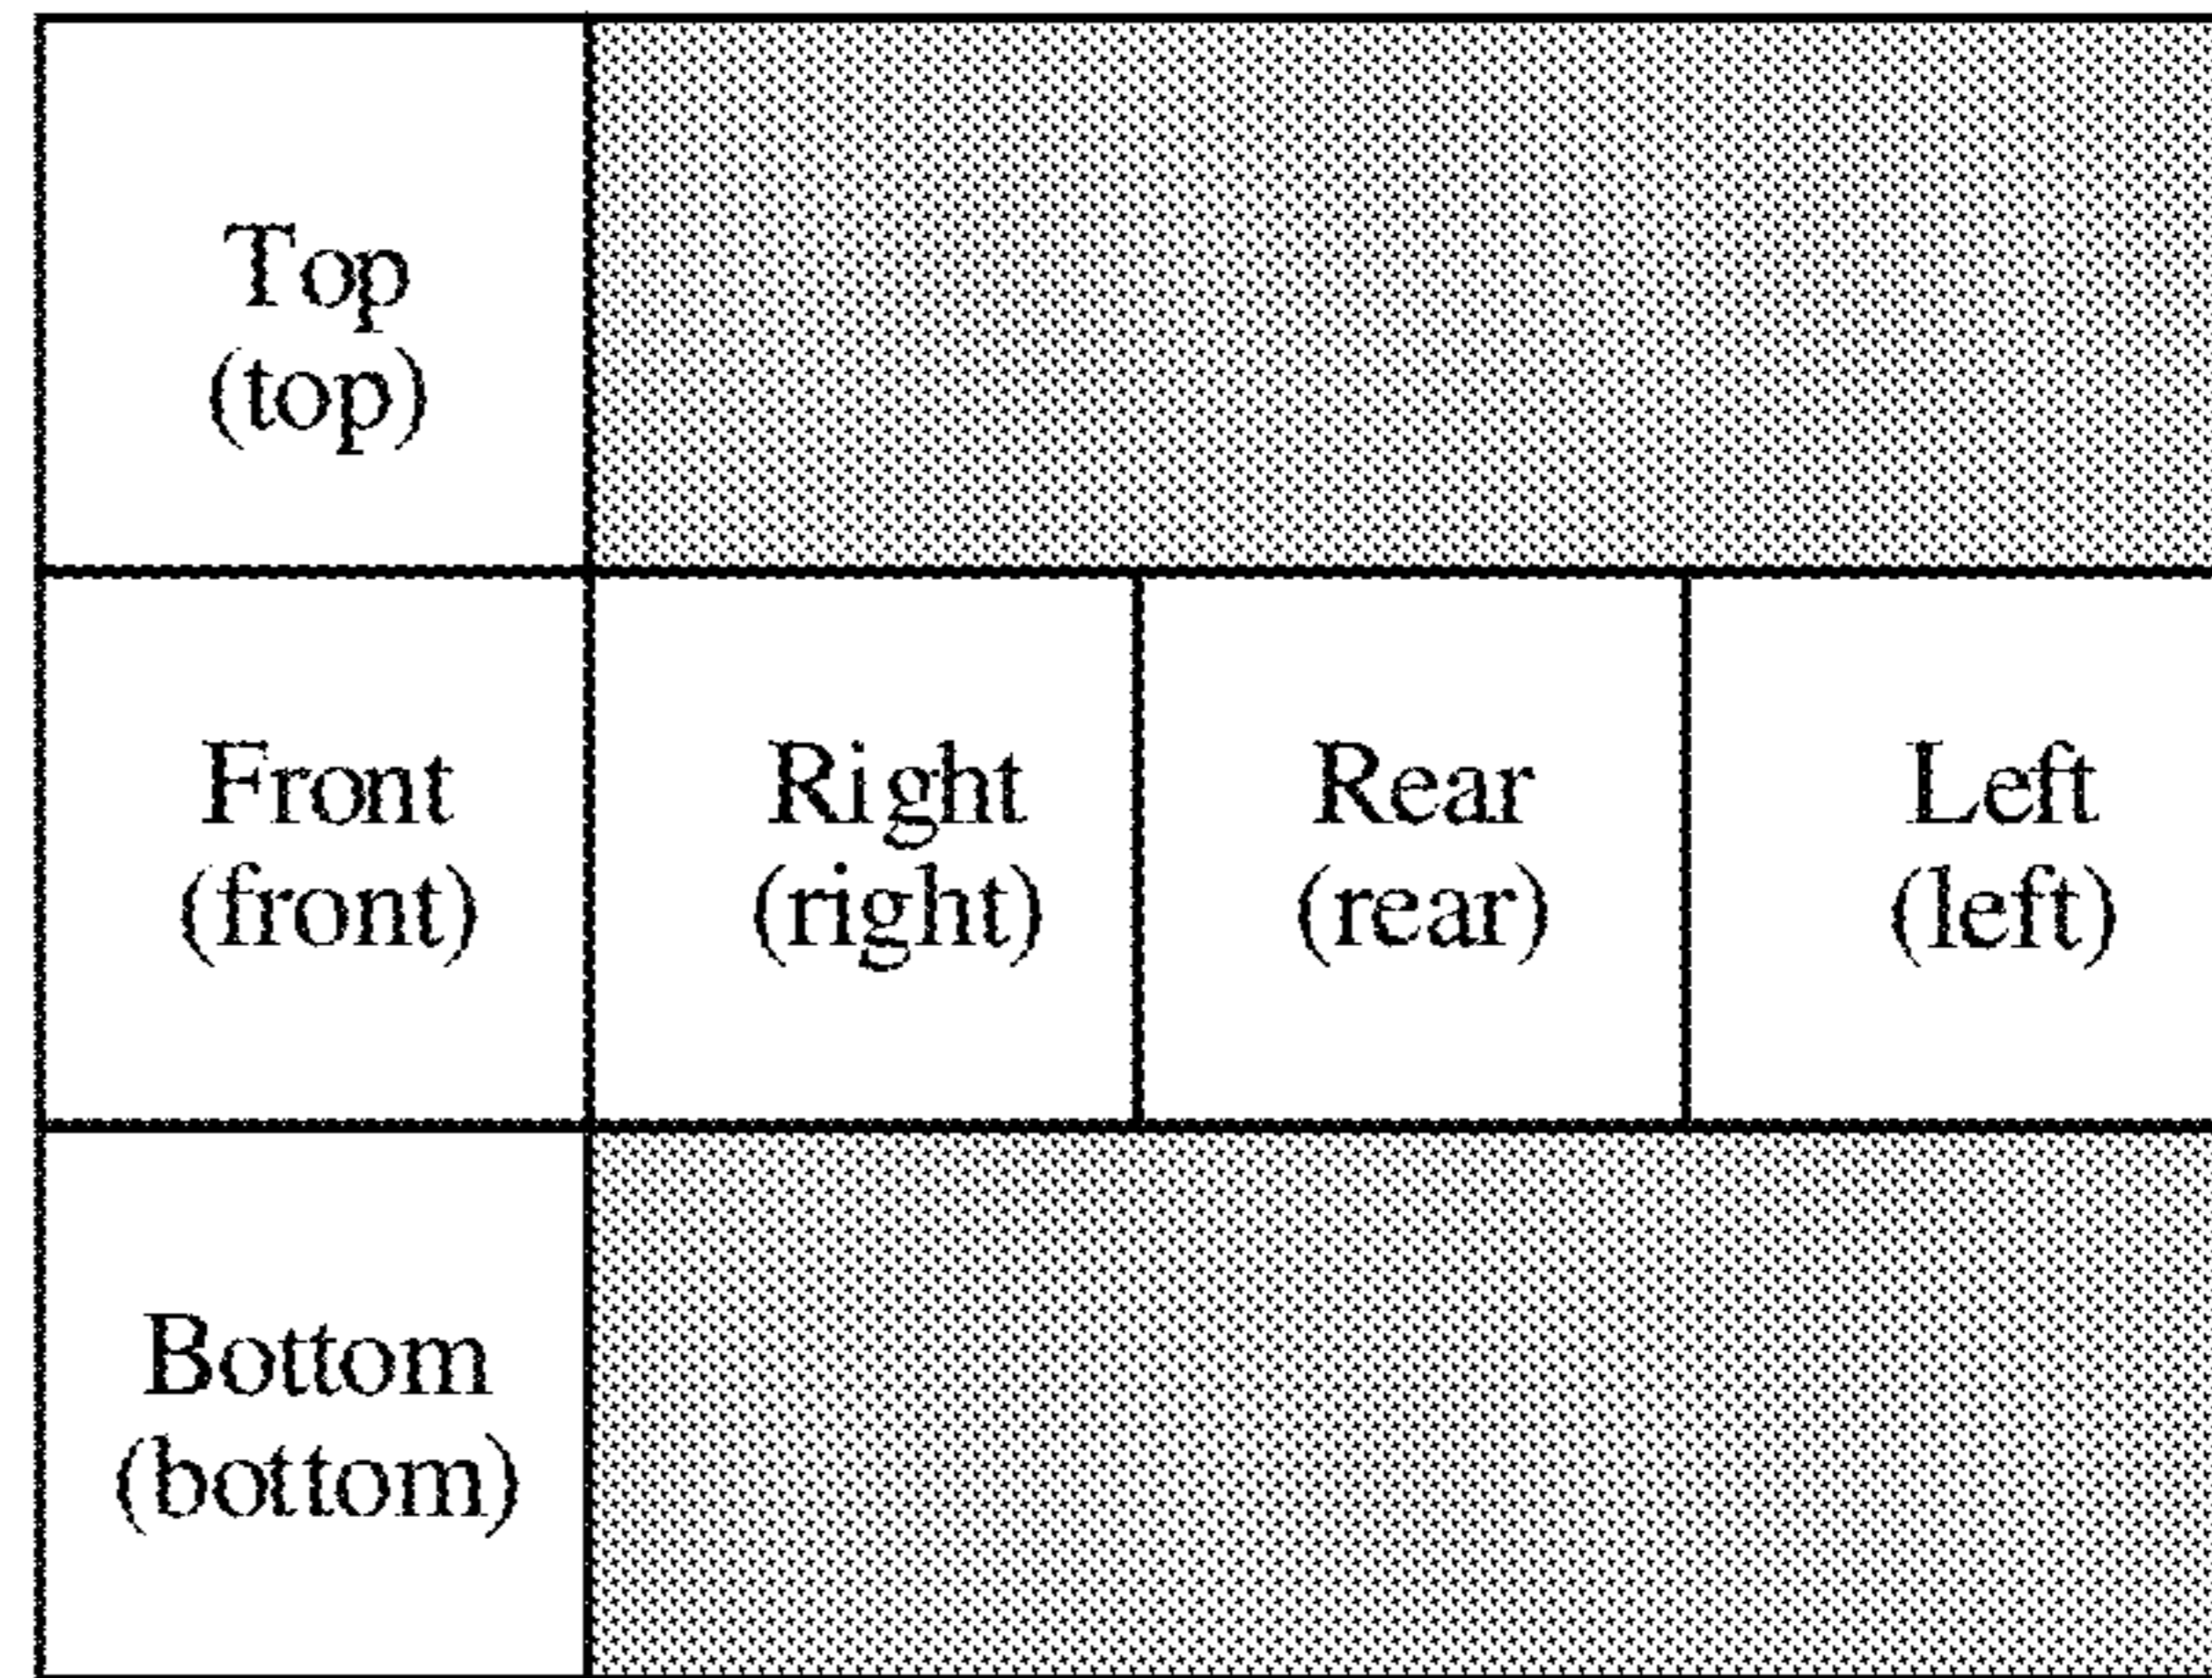 Top
(top)
Front
(front)
Right
(right)
Rear
(rear)
Left
(left)
Bottom
(bottom)